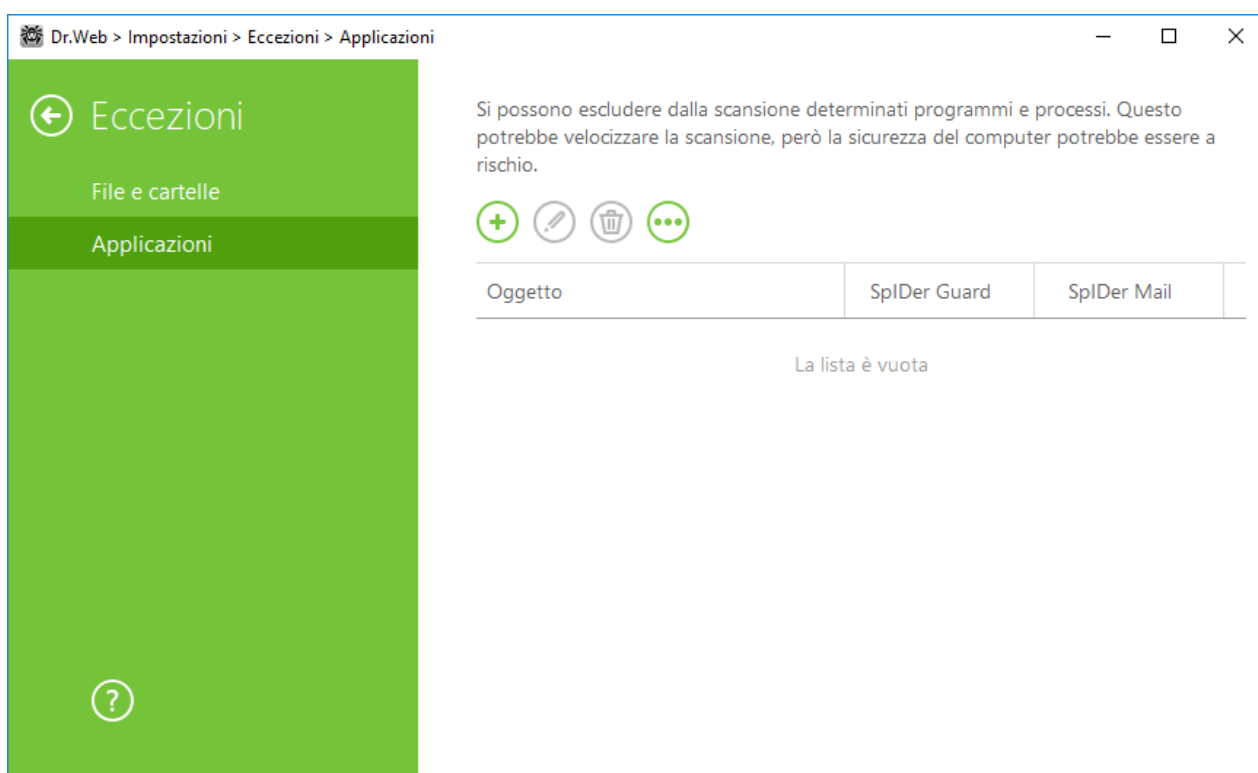 Dr.Web > Impostazioni > Eccezioni > Applicazioni
Eccezioni
File e cartelle
Applicazioni
Si possono escludere dalla scansione determinati programmi e processi. Questo
potrebbe velocizzare la scansione, però la sicurezza del computer potrebbe essere a
rischio.
Oggetto SpIDer Guard SpIDer Mail
La lista è vuota
?